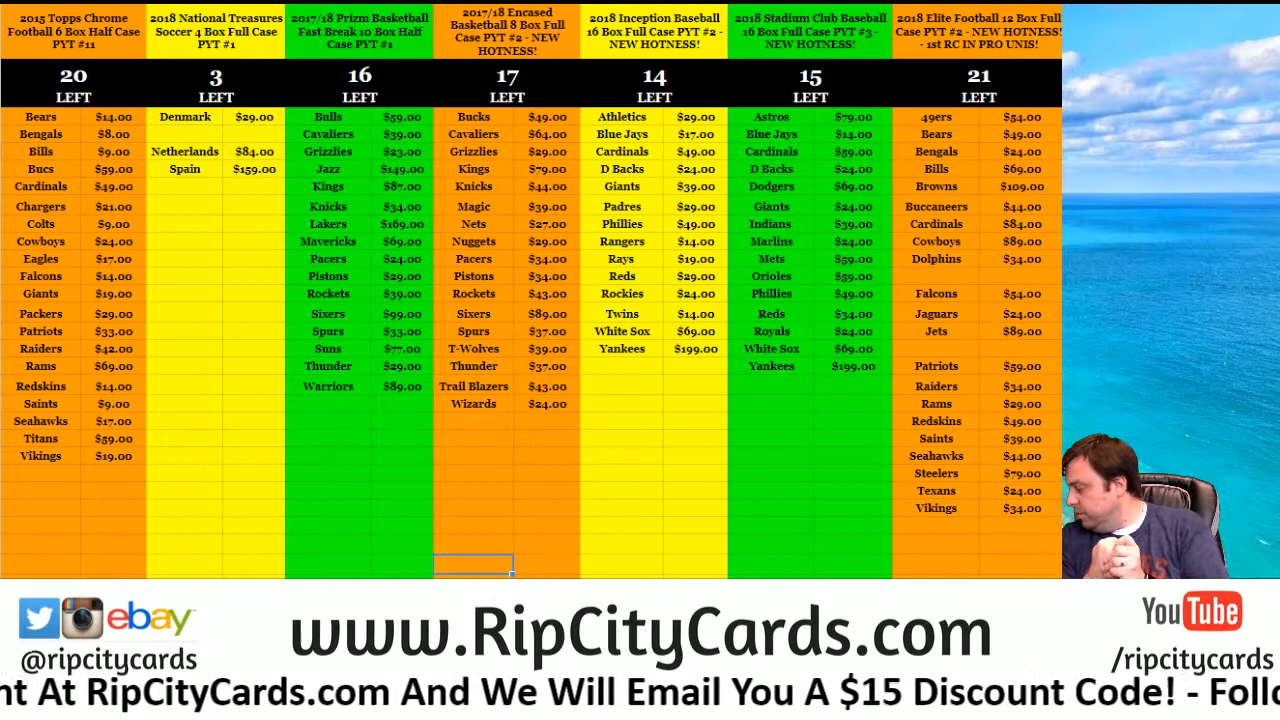 2015 Topps Chrome
Football 6 Box Half Case
PYT #11
20
LEFT
Bears $14.00
Bengals $8.00
Bills $9.00
Bucs $59.00
Cardinals $49.00
Chargers $21.00
Colts $9.00
Cowboys $24.00
Eagles $17.00
Falcons $14.00
Giants $19.00
Packers $29.00
Patriots $33.00
Raiders $42.00
Rams $69.00
Redskins $14.00
Saints $9.00
Seahawks $17.00
Titans $59.00
Vikings $19.00
2018 National Treasures
Soccer 4 Box Full Case
PYT #1
3
LEFT
Denmark $29.00
Netherlands $84.00
Spain $159.00
2017/18 Prizm Basketball
Fast Break 10 Box Half
Case PYT #1
16
LEFT
Bulls $59.00
Cavaliers $39.00
Grizzlies $23.00
Jazz $149.00
Kings $87.00
Knicks $34.00
Lakers $169.00
Mavericks $69.00
Pacers $24.00
Pistons $29.00
Rockets $39.00
Sixers $99.00
Spurs $33.00
Suns $77.00
Thunder $29.00
Warriors $89.00
2017/18 Encased
Basketball 8 Box Full
Case PYT #2 - NEW
HOTNESS!
17
LEFT
Bucks $49.00
Cavaliers $64.00
Grizzlies $29.00
Kings $79.00
Knicks $44.00
Magic $39.00
Nets $27.00
Nuggets $29.00
Pacers $34.00
Pistons $34.00
Rockets $43.00
Sixers $89.00
Spurs $37.00
T-Wolves $39.00
Thunder $37.00
Trail Blazers $43.00
Wizards $24.00
2018 Inception Baseball
16 Box Full Case PYT #2 -
NEW HOTNESS!
14
LEFT
Athletics $29.00
Blue Jays $17.00
Cardinals $49.00
D Backs $24.00
Giants $39.00
Padres $29.00
Phillies $49.00
Rangers $14.00
Rays $19.00
Reds $29.00
Rockies $24.00
Twins $14.00
White Sox $69.00
Yankees $199.00
2018 Stadium Club Baseball
16 Box Full Case PYT #3 -
NEW HOTNESS!
15
LEFT
Astros $79.00
Blue Jays $14.00
Cardinals $59.00
D Backs $24.00
Dodgers $69.00
Giants $24.00
Indians $39.00
Marlins $24.00
Mets $59.00
Orioles $59.00
Phillies $49.00
Reds $34.00
Royals $24.00
White Sox $69.00
Yankees $199.00
2018 Elite Football 12 Box Full
Case PYT #2 - NEW HOTNESS!
- 1st RC IN PRO UNIS!
21
LEFT
49ers $54.00
Bears $49.00
Bengals $24.00
Bills $69.00
Browns $109.00
Buccaneers $44.00
Cardinals $84.00
Cowboys $89.00
Dolphins $34.00
Falcons $54.00
Jaguars $24.00
Jets $89.00
Patriots $59.00
Raiders $34.00
Rams $29.00
Redskins $49.00
Saints $39.00
Seahawks $44.00
Steelers $79.00
Texans $24.00
Vikings $34.00
ebay
@ripcitycards
www.RipCityCards.com
YouTube
/ripcitycards
nt At RipCityCards.com And We Will Email You A $15 Discount Code! - Follo